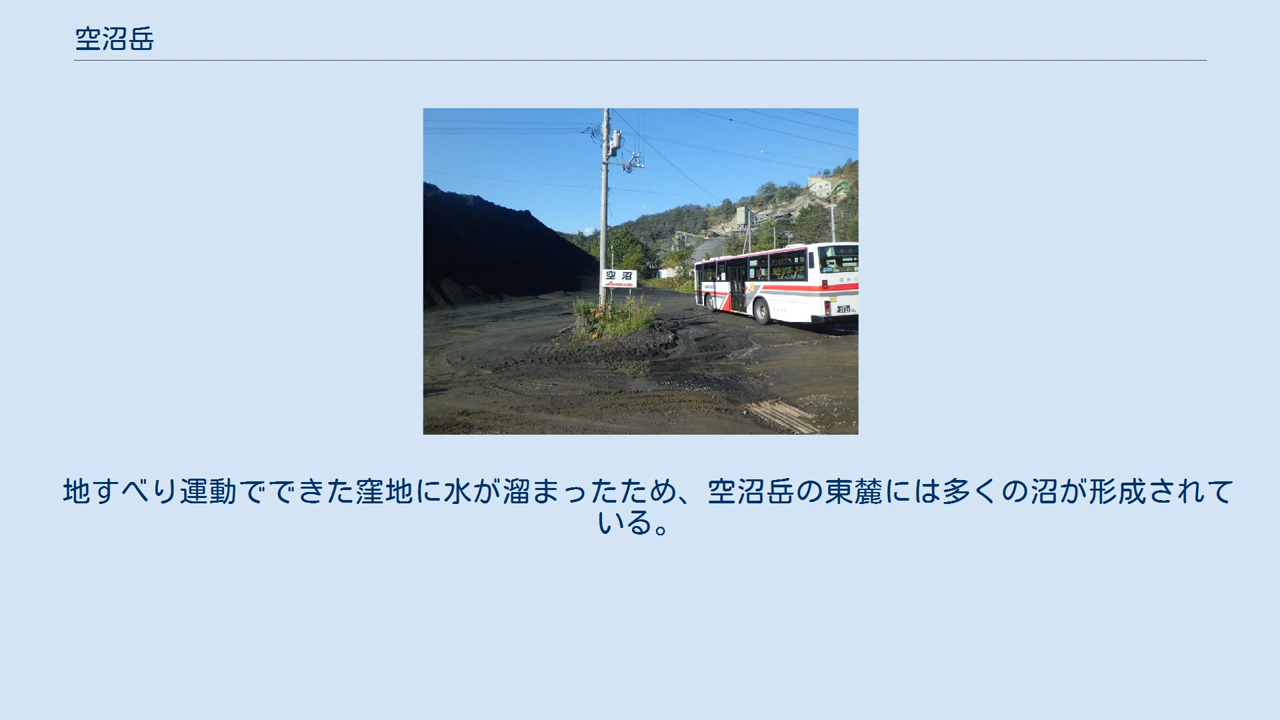 空沼岳
空沼
地すべり運動でできた窪地に水が溜まったため、空沼岳の東麓には多くの沼が形成されて
いる。